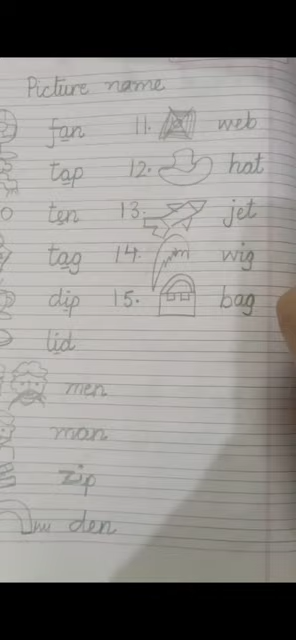 Picture name
fan 11. web
tap 12. hat
ten 13. jet
tag 14. wig
dip 15. bag
lid
men
man
zip
den